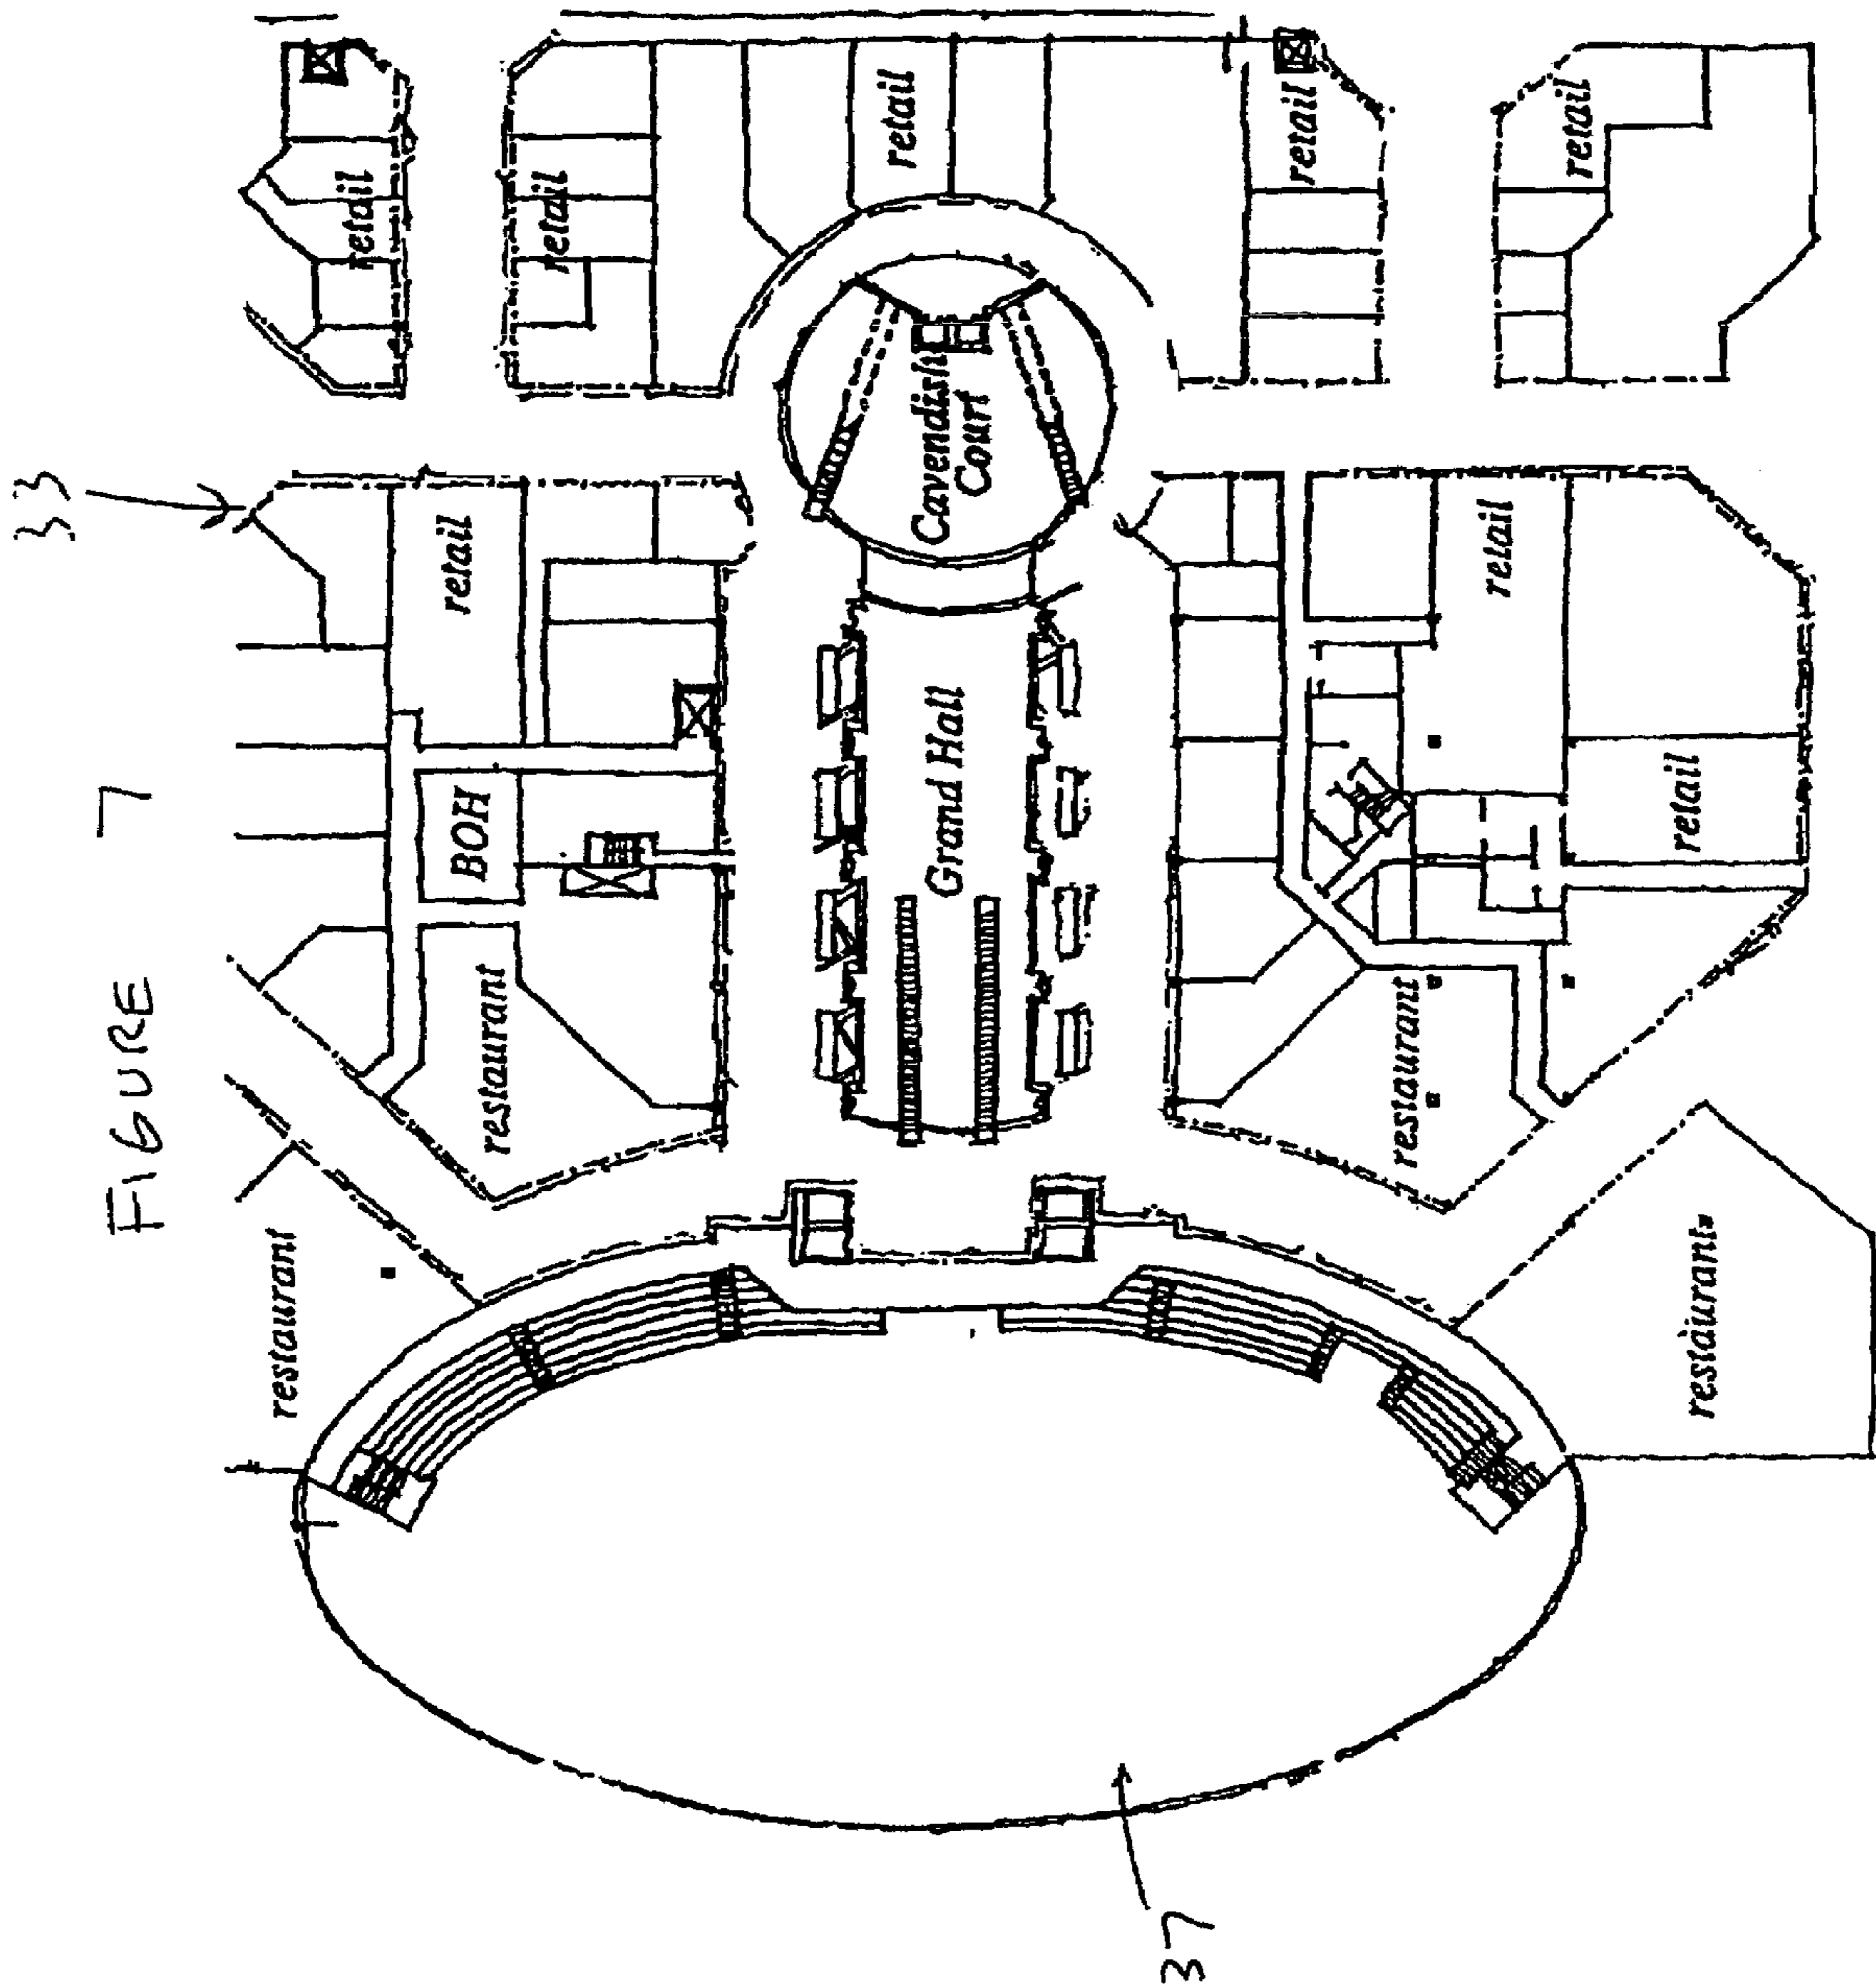 33
FIGURE 7
restaurant
retail
restaurant
BOH
retail
retail
retail
Grand Hall
Cavendish
Court
37
retail
restaurant
retail
retail
restaurant
retail